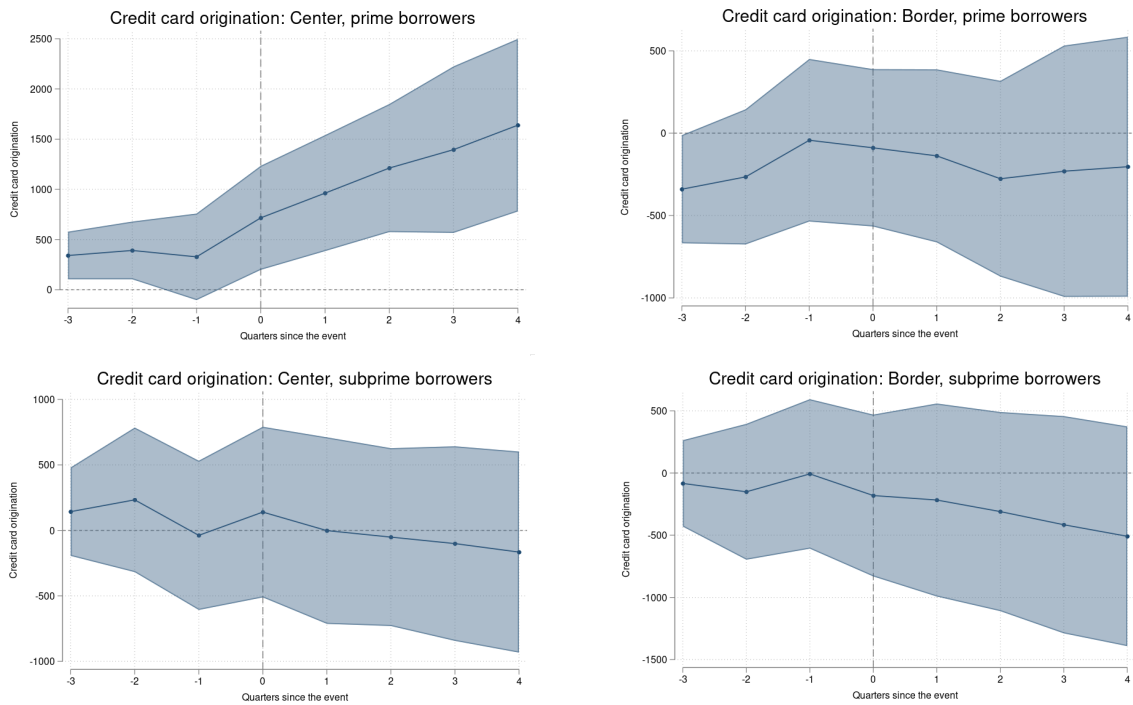 Credit card origination: Center, prime borrowers
2500
2000
1500
1000
500
0
Credit card origination
-3 -2 -1 0 1 2 3 4
Quarters since the event
Credit card origination: Border, prime borrowers
500
0
-500
-1000
Credit card origination
-3 -2 -1 0 1 2 3 4
Quarters since the event
Credit card origination: Center, subprime borrowers
1000
500
0
-500
-1000
Credit card origination
-3 -2 -1 0 1 2 3 4
Quarters since the event
Credit card origination: Border, subprime borrowers
500
0
-500
-1000
-1500
Credit card origination
-3 -2 -1 0 1 2 3 4
Quarters since the event